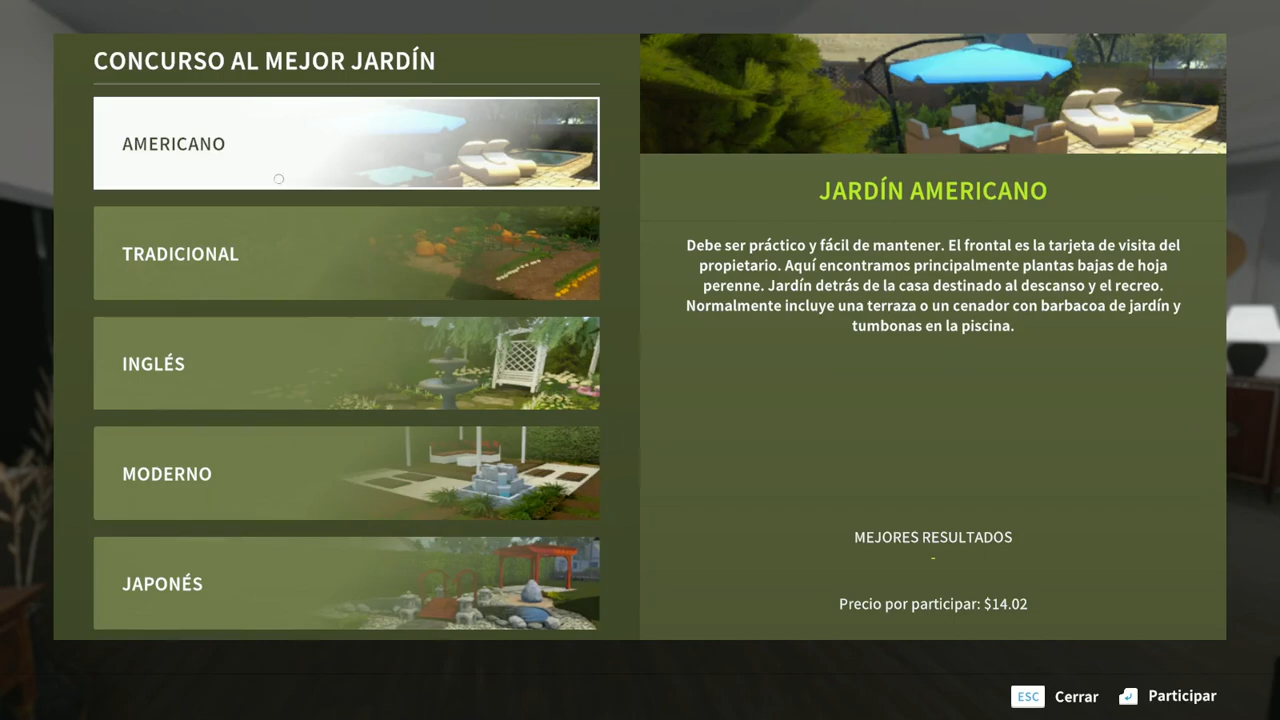 CONCURSO AL MEJOR JARDÍN
AMERICANO
TRADICIONAL
INGLÉS
MODERNO
JAPONÉS
JARDÍN AMERICANO
Debe ser práctico y fácil de mantener. El frontal es la tarjeta de visita del
propietario. Aquí encontramos principalmente plantas bajas de hoja
perenne. Jardín detrás de la casa destinado al descanso y el recreo.
Normalmente incluye una terraza o un cenador con barbacoa de jardín y
tumbonas en la piscina.
MEJORES RESULTADOS
-
Precio por participar: $14.02
ESC Cerrar
Participar